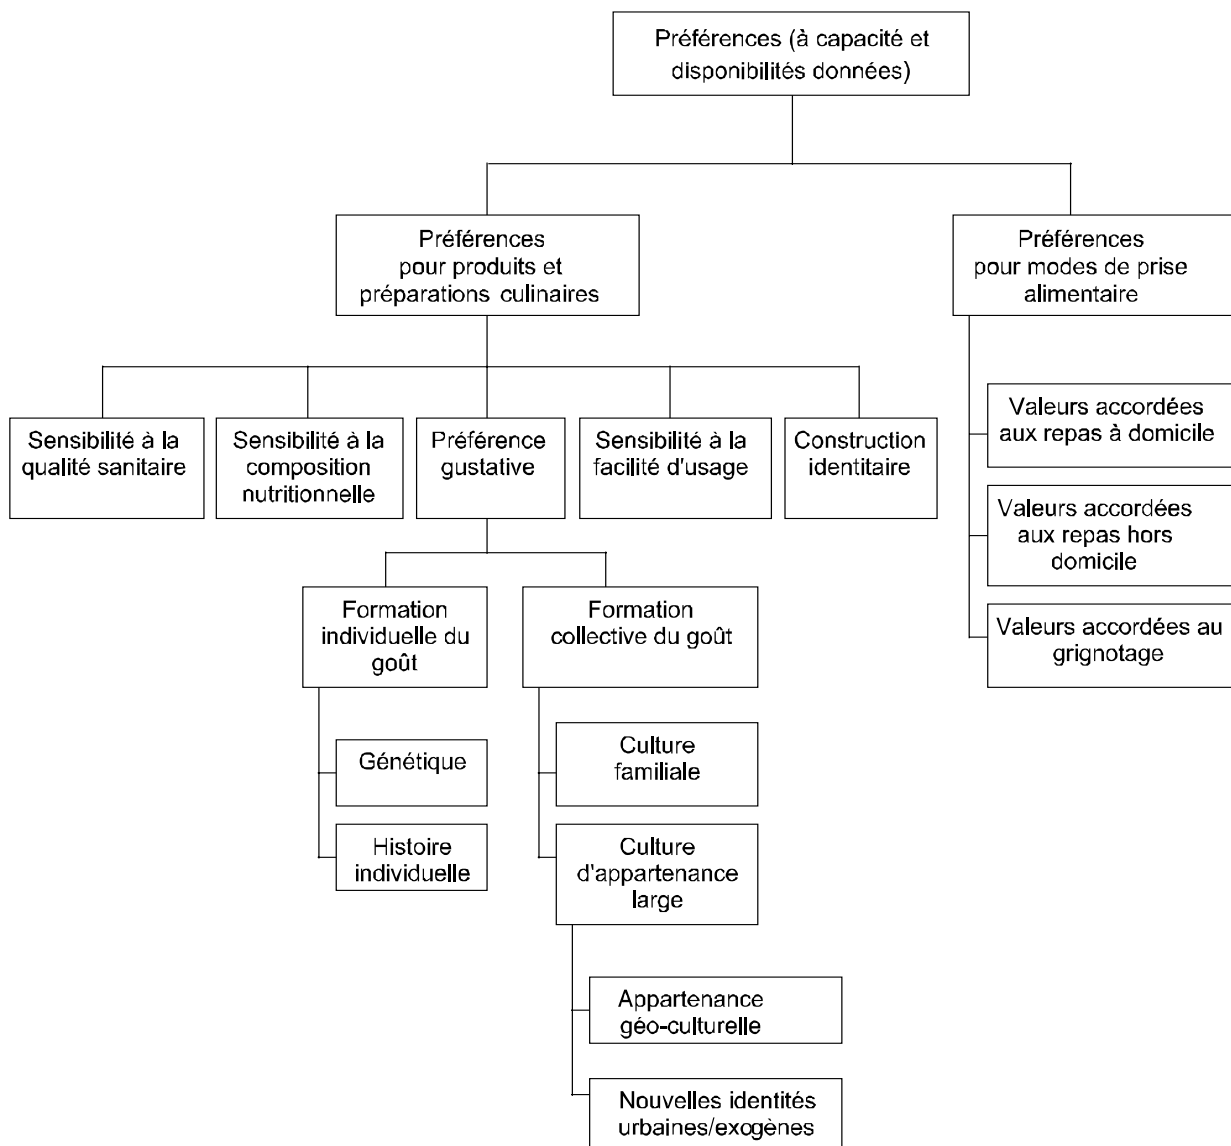 Préférences (à capacité et
disponibilités données)
Préférences
pour produits et
préparations culinaires
Préférences
pour modes de prise
alimentaire
Sensibilité à la
qualité sanitaire
Sensibilité à la
composition
nutritionnelle
Préférence
gustative
Sensibilité à la
facilité d'usage
Construction
identitaire
Valeurs accordées
aux repas à domicile
Valeurs accordées
aux repas hors
domicile
Valeurs accordées au
grignotage
Formation
individuelle du
goût
Formation
collective du goût
Génétique
Histoire
individuelle
Culture
familiale
Culture
d'appartenance
large
Appartenance
géo-culturelle
Nouvelles identités
urbaines/exogènes